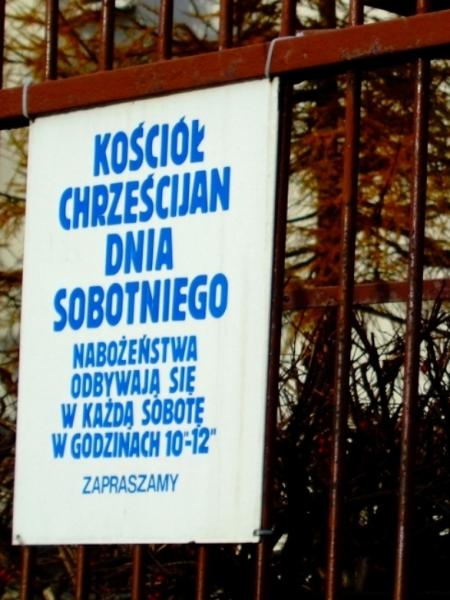 KOŚCIÓŁ
CHRZEŚCIJAN
DNIA
SOBOTNIEGO
NABOŻEŃSTWA
ODBYWAJĄ SIĘ
W KAŻDĄ SOBOTĘ
W GODZINACH 10"-12"
ZAPRASZAMY